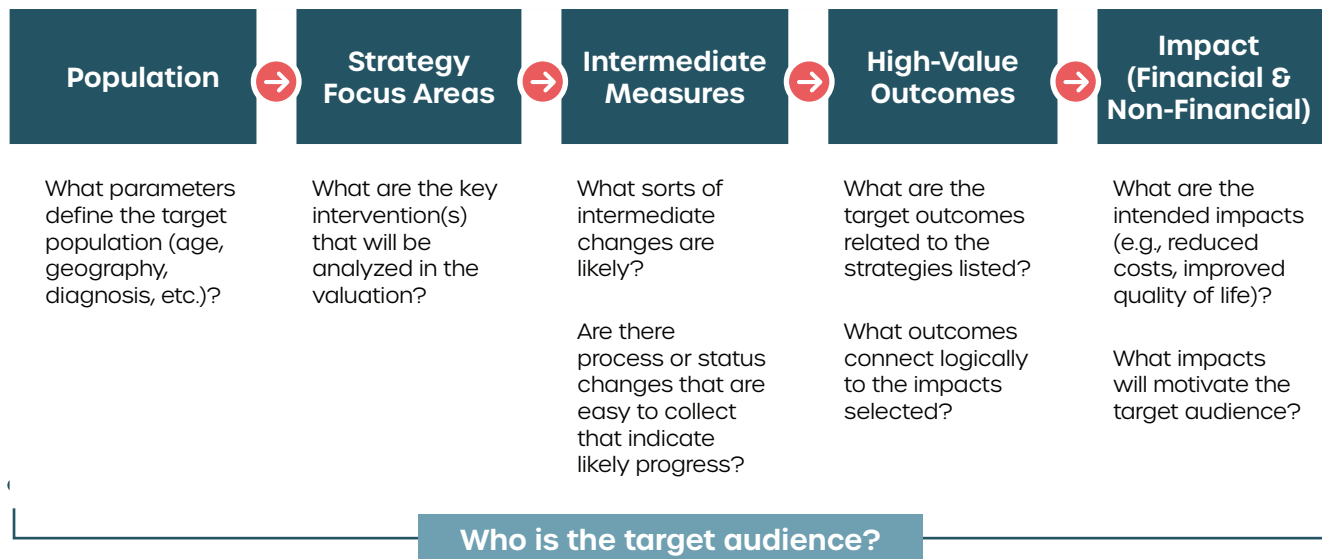 Population
Strategy
Focus Areas
Intermediate
Measures
High-Value
Outcomes
Impact
(Financial &
Non-Financial)
What parameters
define the target
population (age,
geography,
diagnosis, etc.)?
What are the key
intervention(s)
that will be
analyzed in the
valuation?
What sorts of
intermediate
changes are
likely?
Are there
process or status
changes that are
easy to collect
that indicate
likely progress?
What are the
target outcomes
related to the
strategies listed?
What outcomes
connect logically
to the impacts
selected?
What are the
intended impacts
(e.g., reduced
costs, improved
quality of life)?
What impacts
will motivate the
target audience?
Who is the target audience?